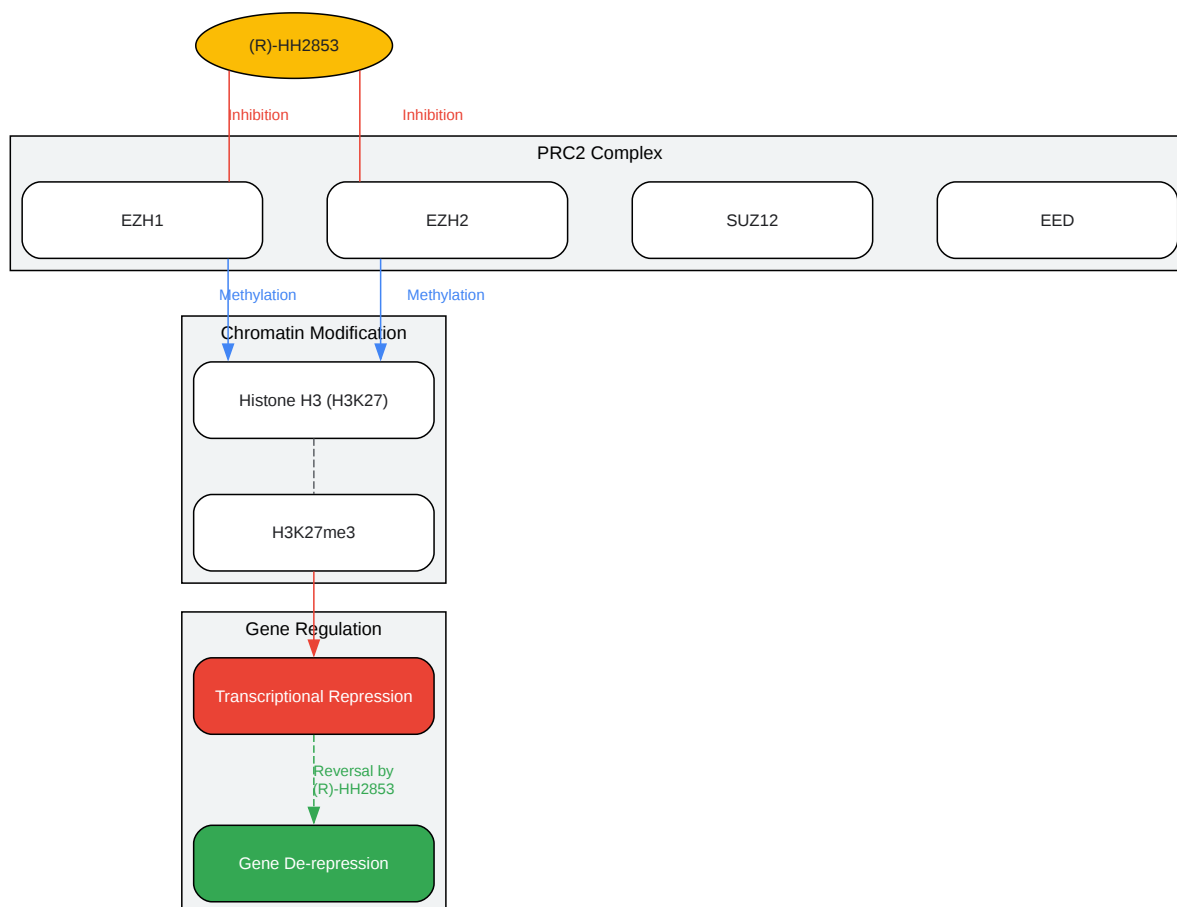 (R)-HH2853
Inhibition
Inhibition
PRC2 Complex
EZH1
EZH2
SUZ12
EED
Methylation
Methylation
Chromatin Modification
Histone H3 (H3K27)
H3K27me3
Gene Regulation
Transcriptional Repression
Reversal by
(R)-HH2853
Gene De-repression